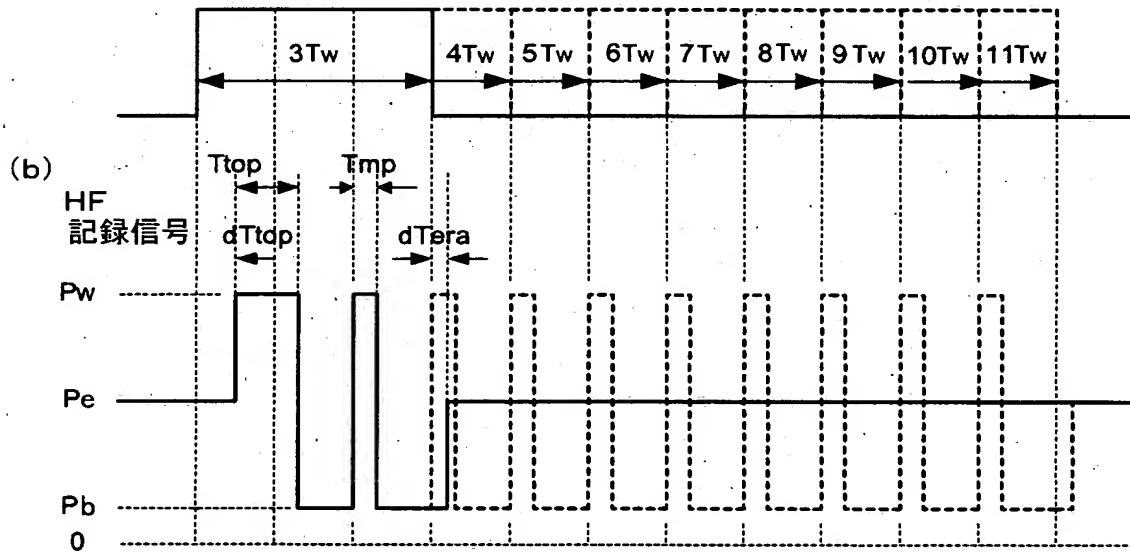 3Tw 4Tw 5Tw 6Tw 7Tw 8Tw 9Tw 10Tw 11Tw
(b)
Ttop Tmp
HF
記録信号
dTtop dTera
Pw
Pe
Pb
0